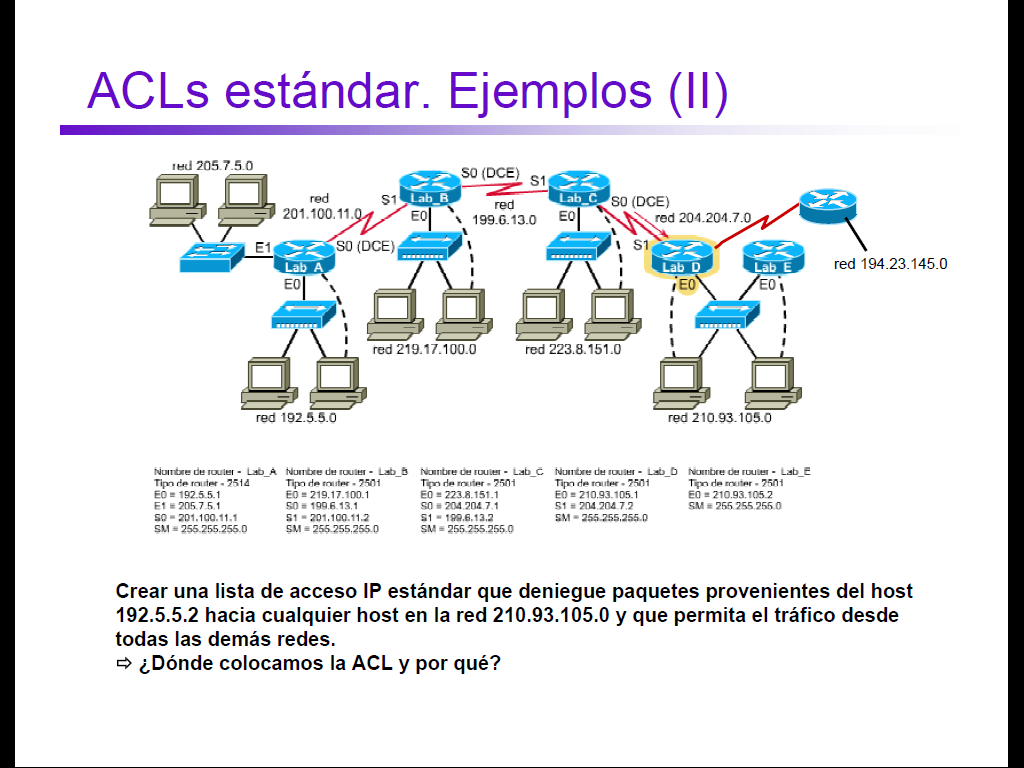 ACLs estándar. Ejemplos (II)
red 205.7.5.0
red
201.100.11.0
S1
S0 (DCE)
E1
Lab_A
E0
S0 (DCE)
Lab_B
E0
S1
red
199.6.13.0
Lab_C
E0
S0 (DCE)
red 204.204.7.0
S1
Lab_D
E0
Lab_E
E0
red 194.23.145.0
red 219.17.100.0
red 223.8.151.0
red 192.5.5.0
red 210.93.105.0
Nombre de router - Lab_A
Tipo de router - 2514
E0 = 192.5.5.1
E1 = 205.7.5.1
S0 = 201.100.11.1
SM = 255.255.255.0
Nombre de router - Lab_B
Tipo de router - 2501
E0 = 219.17.100.1
S0 = 199.6.13.1
S1 = 201.100.11.2
SM = 255.255.255.0
Nombre de router - Lab_C
Tipo de router - 2501
E0 = 223.8.151.1
S0 = 204.204.7.1
S1 = 199.6.13.2
SM = 255.255.255.0
Nombre de router - Lab_D
Tipo de router - 2501
E0 = 210.93.105.1
S1 = 204.204.7.2
SM = 255.255.255.0
Nombre de router - Lab_E
Tipo de router - 2501
E0 = 210.93.105.2
SM = 255.255.255.0
Crear una lista de acceso IP estándar que deniegue paquetes provenientes del host
192.5.5.2 hacia cualquier host en la red 210.93.105.0 y que permita el tráfico desde
todas las demás redes.
⇨ ¿Dónde colocamos la ACL y por qué?